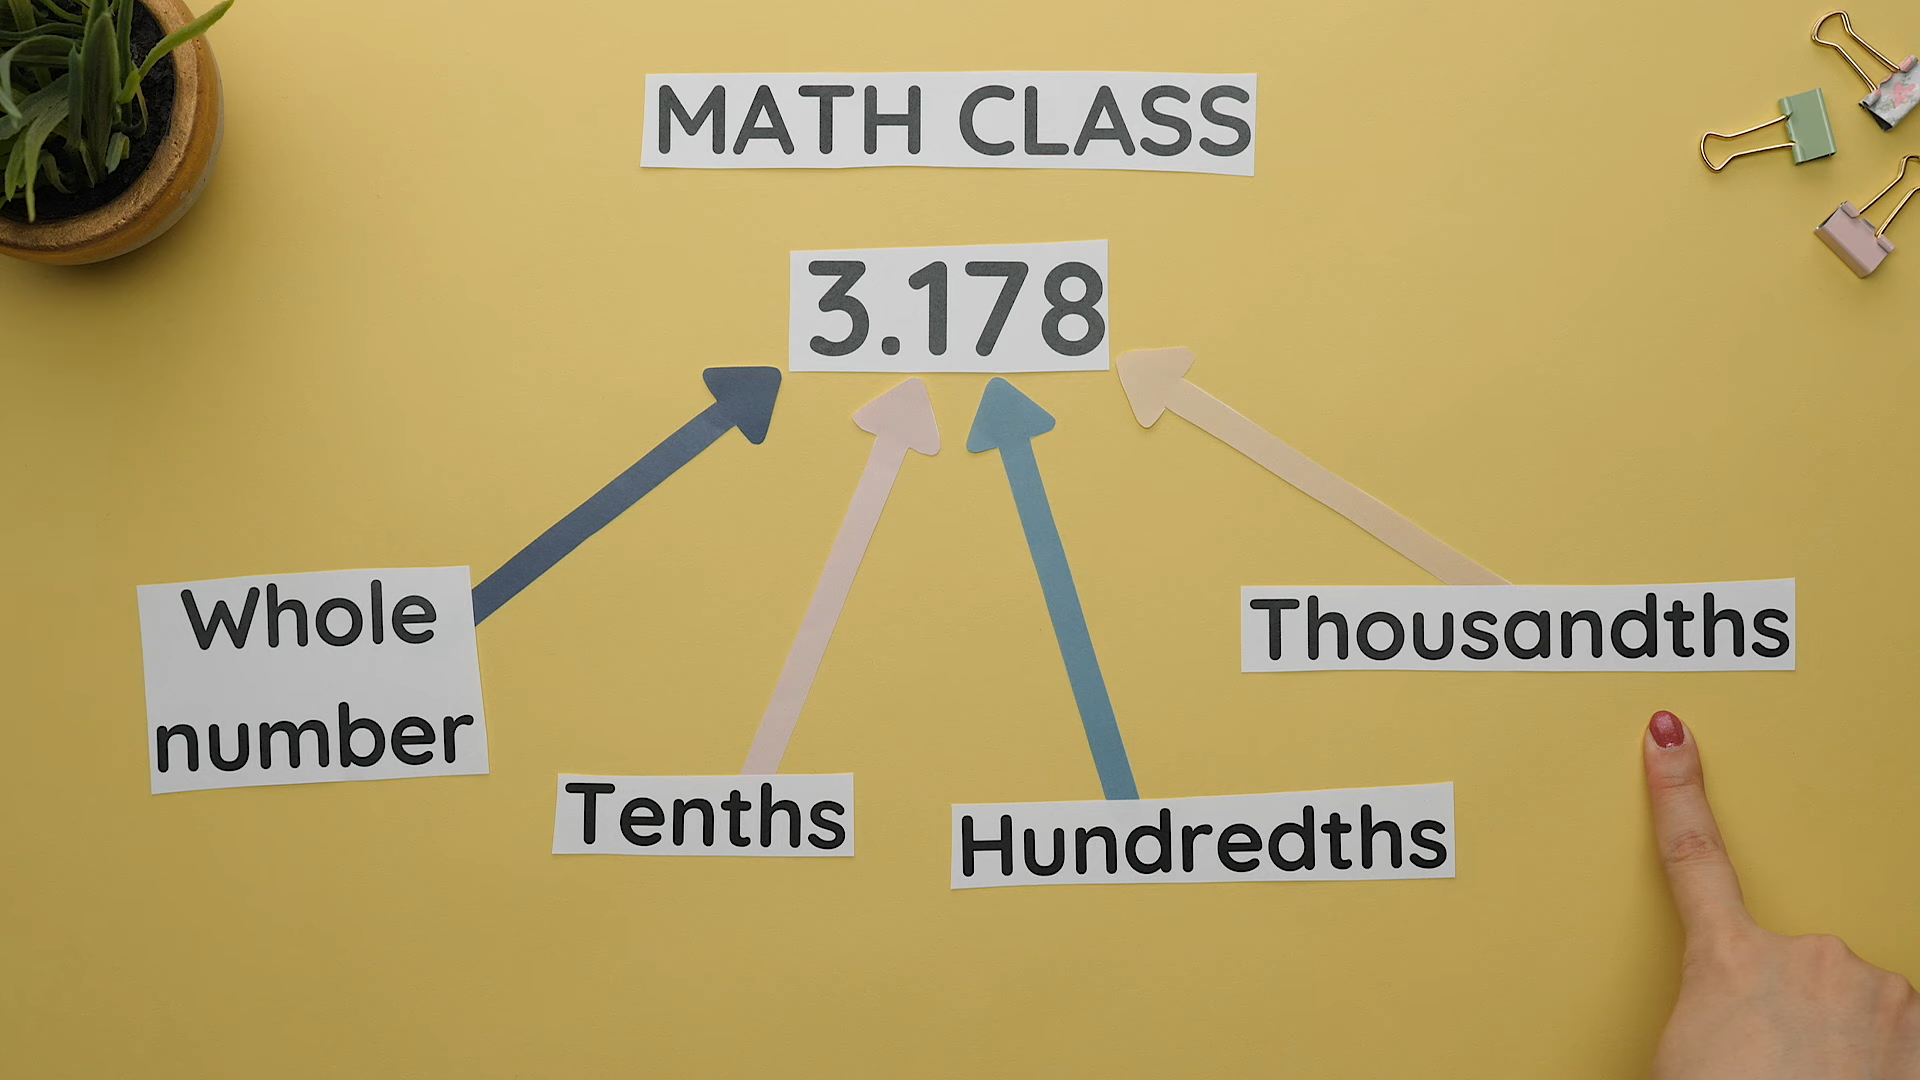 MATH CLASS
3.178
Whole
number
Tenths
Hundredths
Thousandths